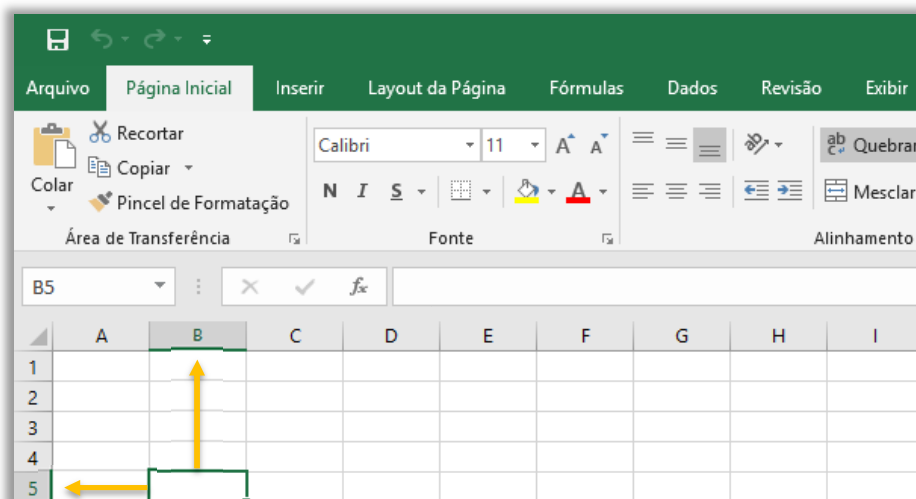 Arquivo Página Inicial Inserir Layout da Página Fórmulas Dados Revisão Exibir
Colar
Recortar
Copiar
Pincel de Formatação
Área de Transferência
Calibri 11 A A
N I S A
Fonte
ab c Quebrar
Mesclar
Alinhamento
B5 fx
A B C D E F G H I
1
2
3
4
5